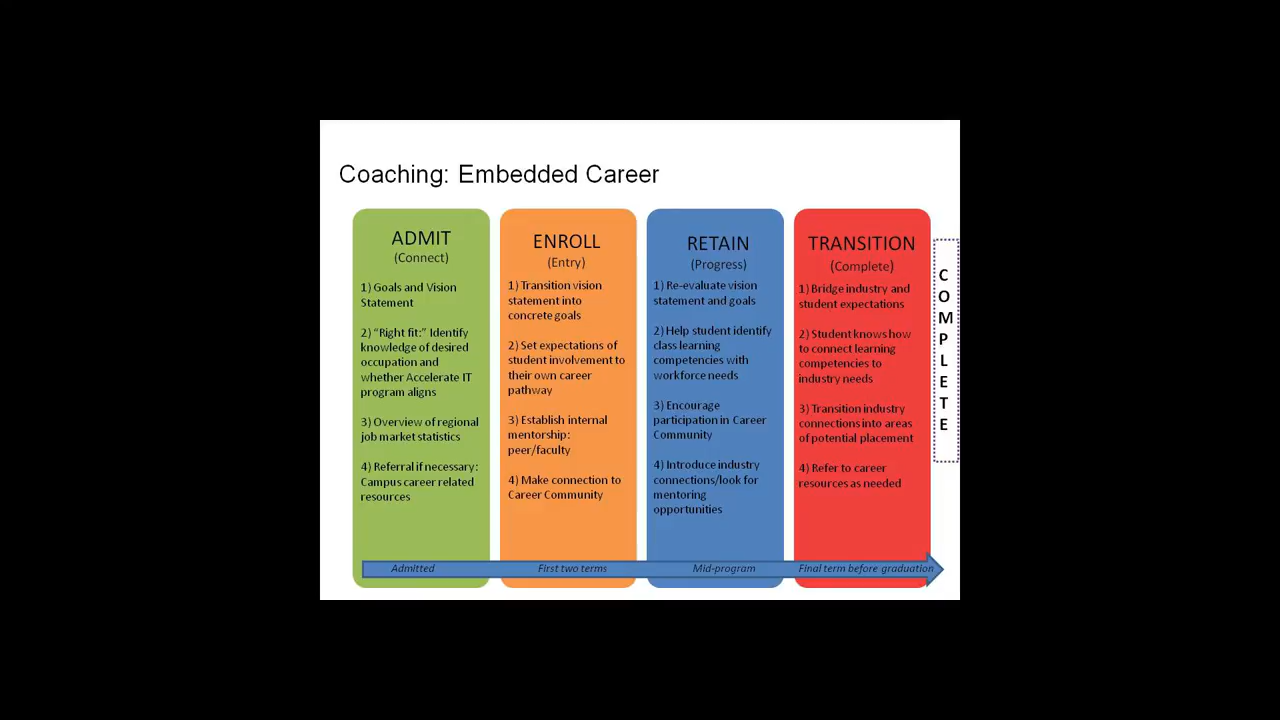 Coaching: Embedded Career
ADMIT
(Connect)
1) Goals and Vision
Statement
2) “Right fit:” Identify
knowledge of desired
occupation and
whether Accelerate IT
program aligns
3) Overview of regional
job market statistics
4) Referral if necessary:
Campus career related
resources
Admitted
ENROLL
(Entry)
1) Transition vision
statement into
concrete goals
2) Set expectations of
student involvement to
their own career
pathway
3) Establish internal
mentorship:
peer/faculty
4) Make connection to
Career Community
First two terms
RETAIN
(Progress)
1) Re-evaluate vision
statement and goals
2) Help student identify
class learning
competencies with
workforce needs
3) Encourage
participation in Career
Community
4) Introduce industry
connections/look for
mentoring
opportunities
Mid-program
TRANSITION
(Complete)
1) Bridge industry and
student expectations
2) Student knows how
to connect learning
competencies to
industry needs
3) Transition industry
connections into areas
of potential placement
4) Refer to career
resources as needed
Final term before graduation
COMPLETE